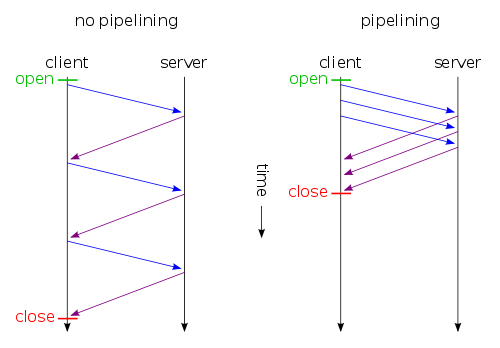 no pipelining
client server
open
close
pipelining
client server
open
close
time